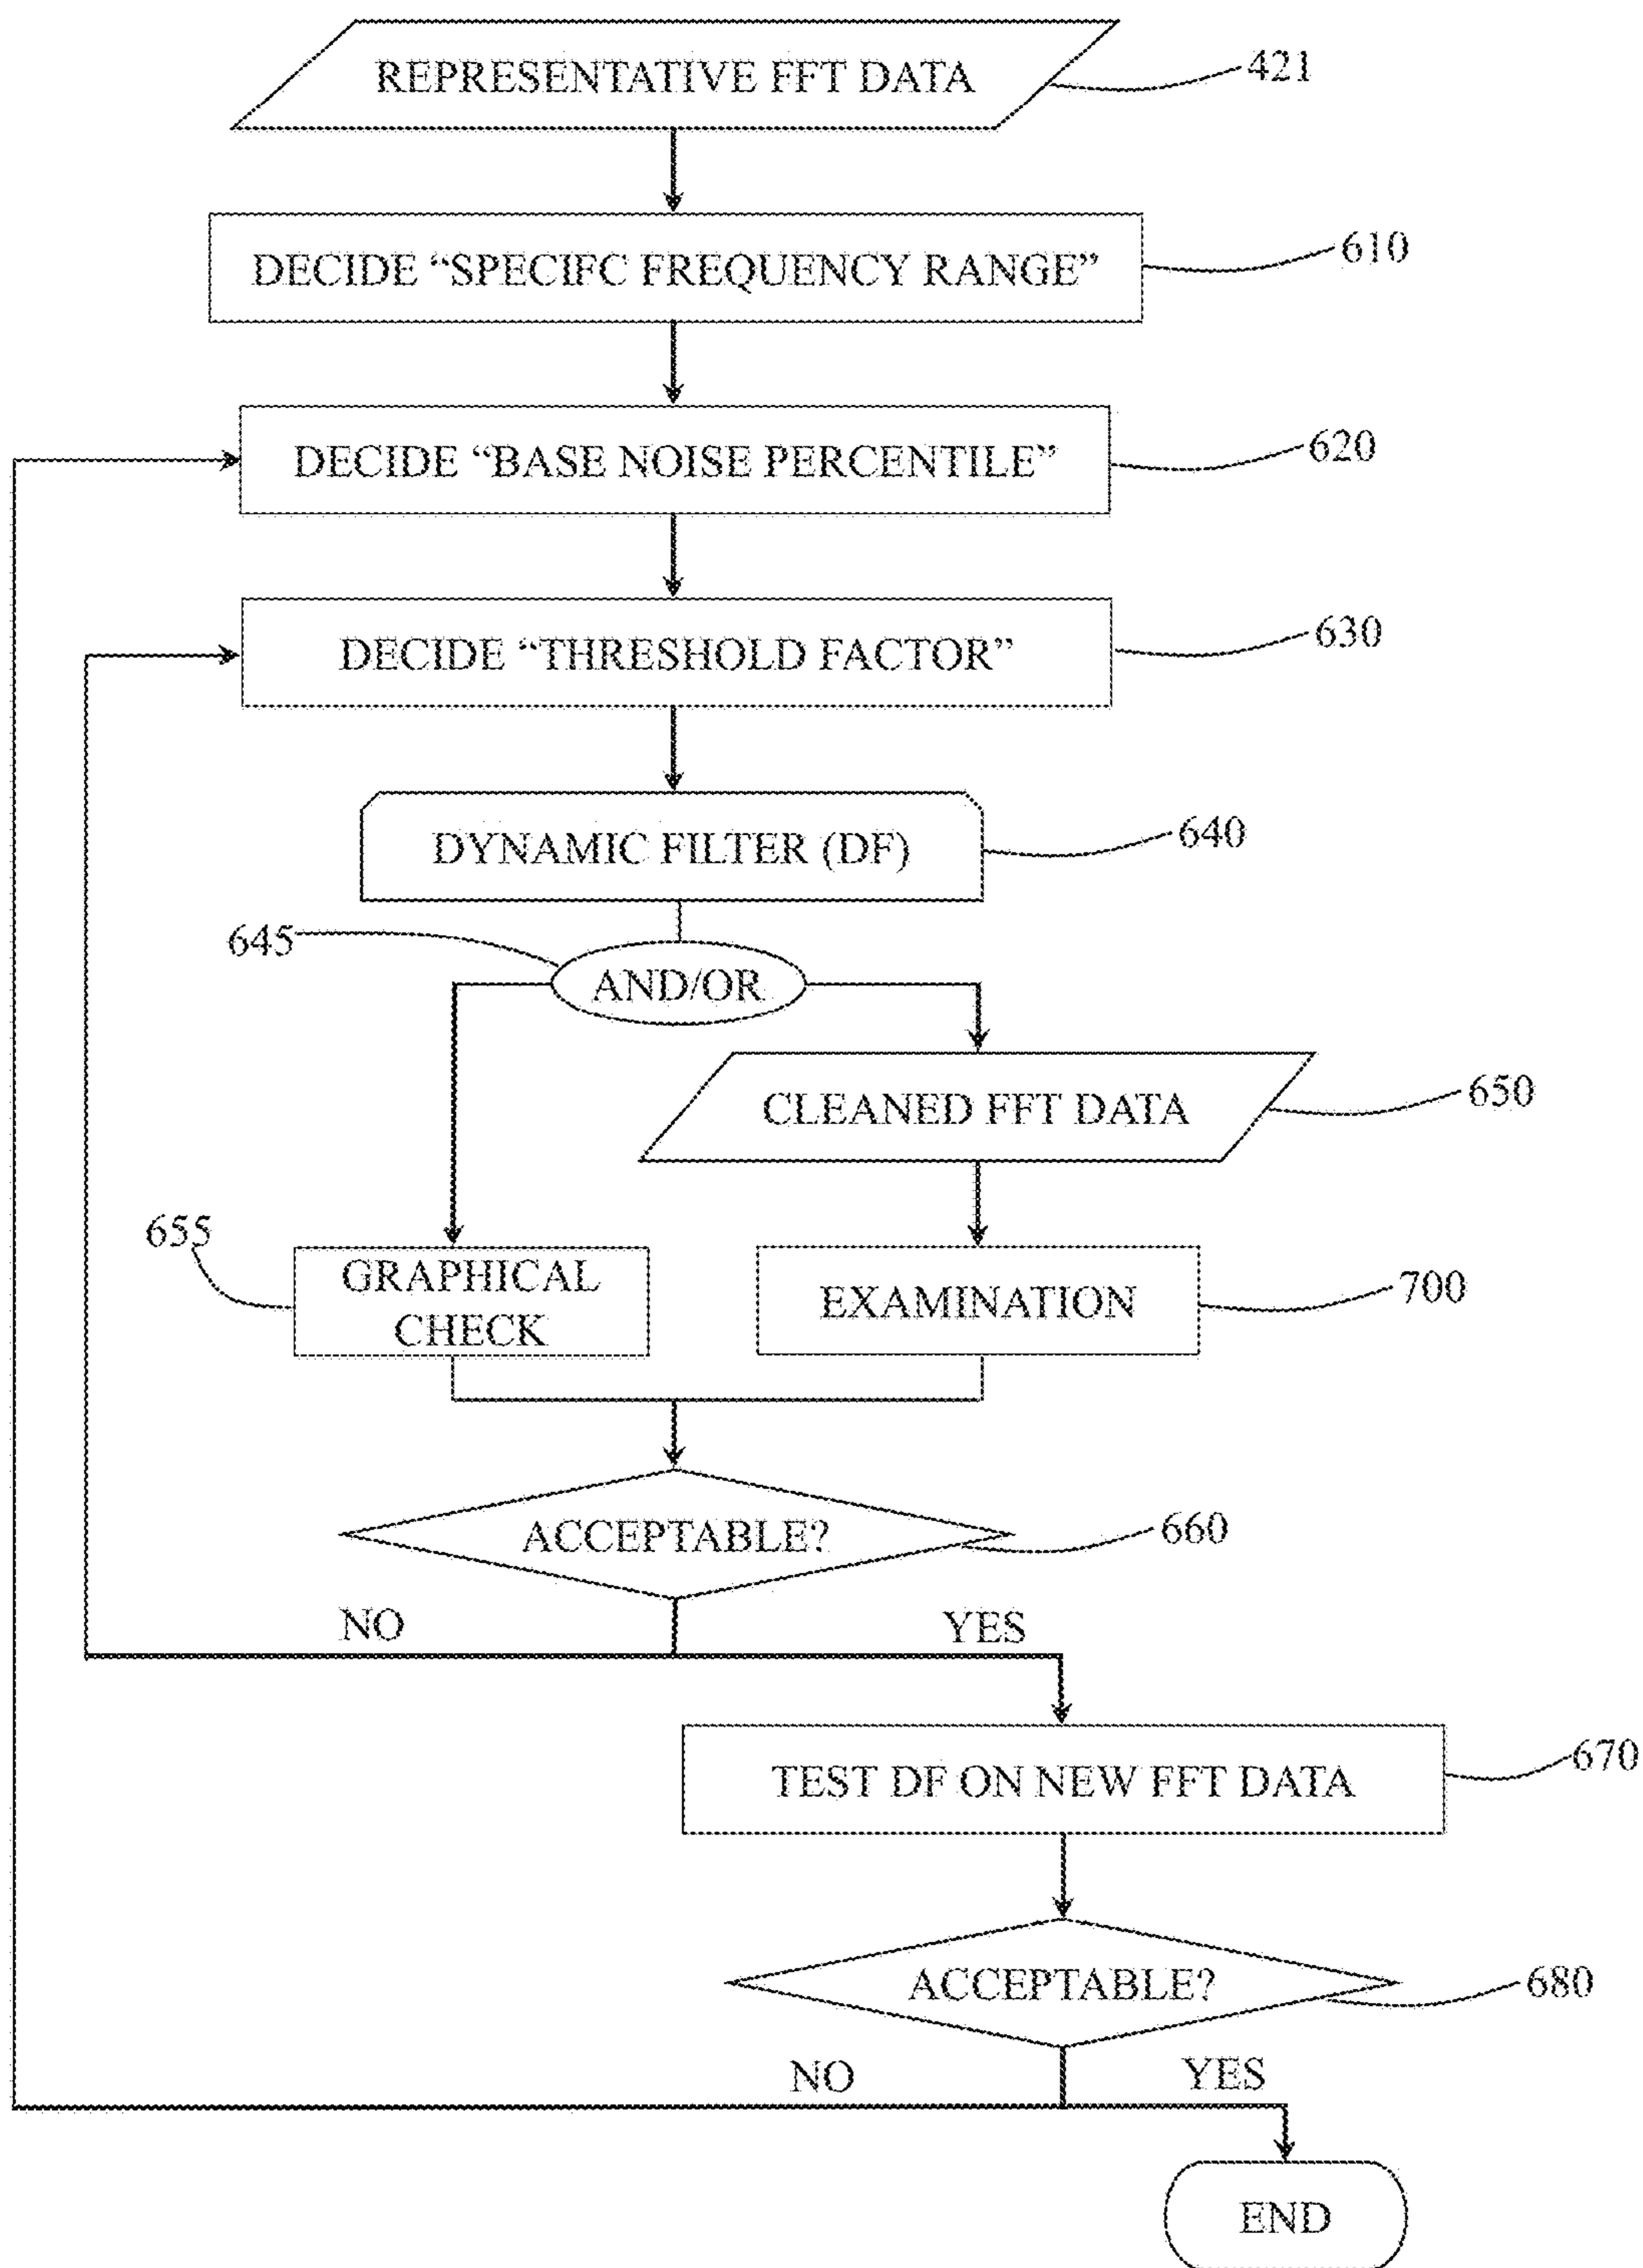 REPRESENTATIVE FFT DATA
421
DECIDE “SPECIFC FREQUENCY RANGE”
610
DECIDE “BASE NOISE PERCENTILE”
620
DECIDE “THRESHOLD FACTOR”
630
DYNAMIC FILTER (DF)
640
645
AND/OR
CLEANED FFT DATA
650
655
GRAPHICAL
CHECK
EXAMINATION
700
ACCEPTABLE?
660
NO
YES
TEST DF ON NEW FFT DATA
670
ACCEPTABLE?
680
NO
YES
END